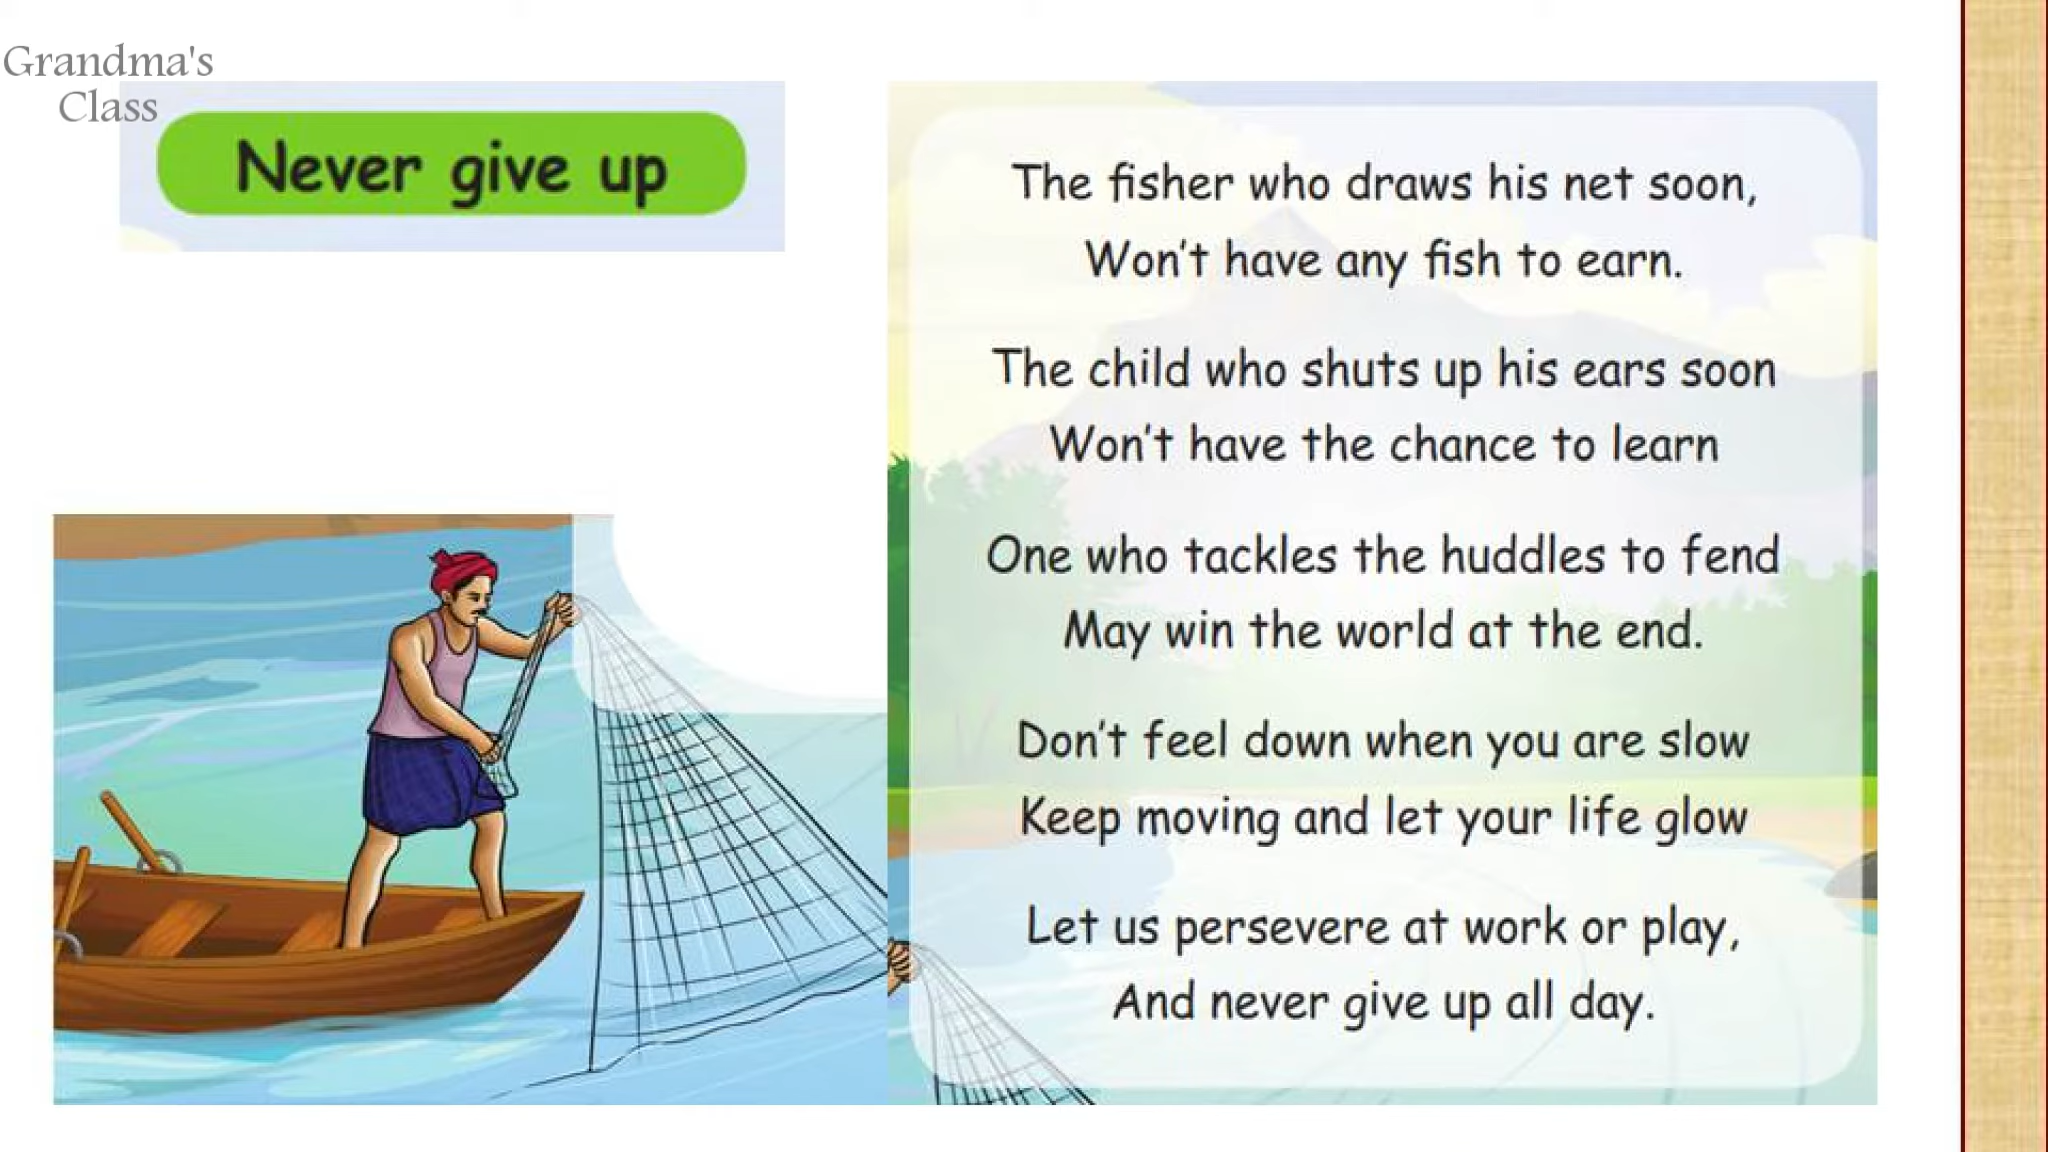 Grandma's
Class
Never give up
The fisher who draws his net soon,
Won't have any fish to earn.
The child who shuts up his ears soon
Won't have the chance to learn
One who tackles the huddles to fend
May win the world at the end.
Don't feel down when you are slow
Keep moving and let your life glow
Let us persevere at work or play,
And never give up all day.